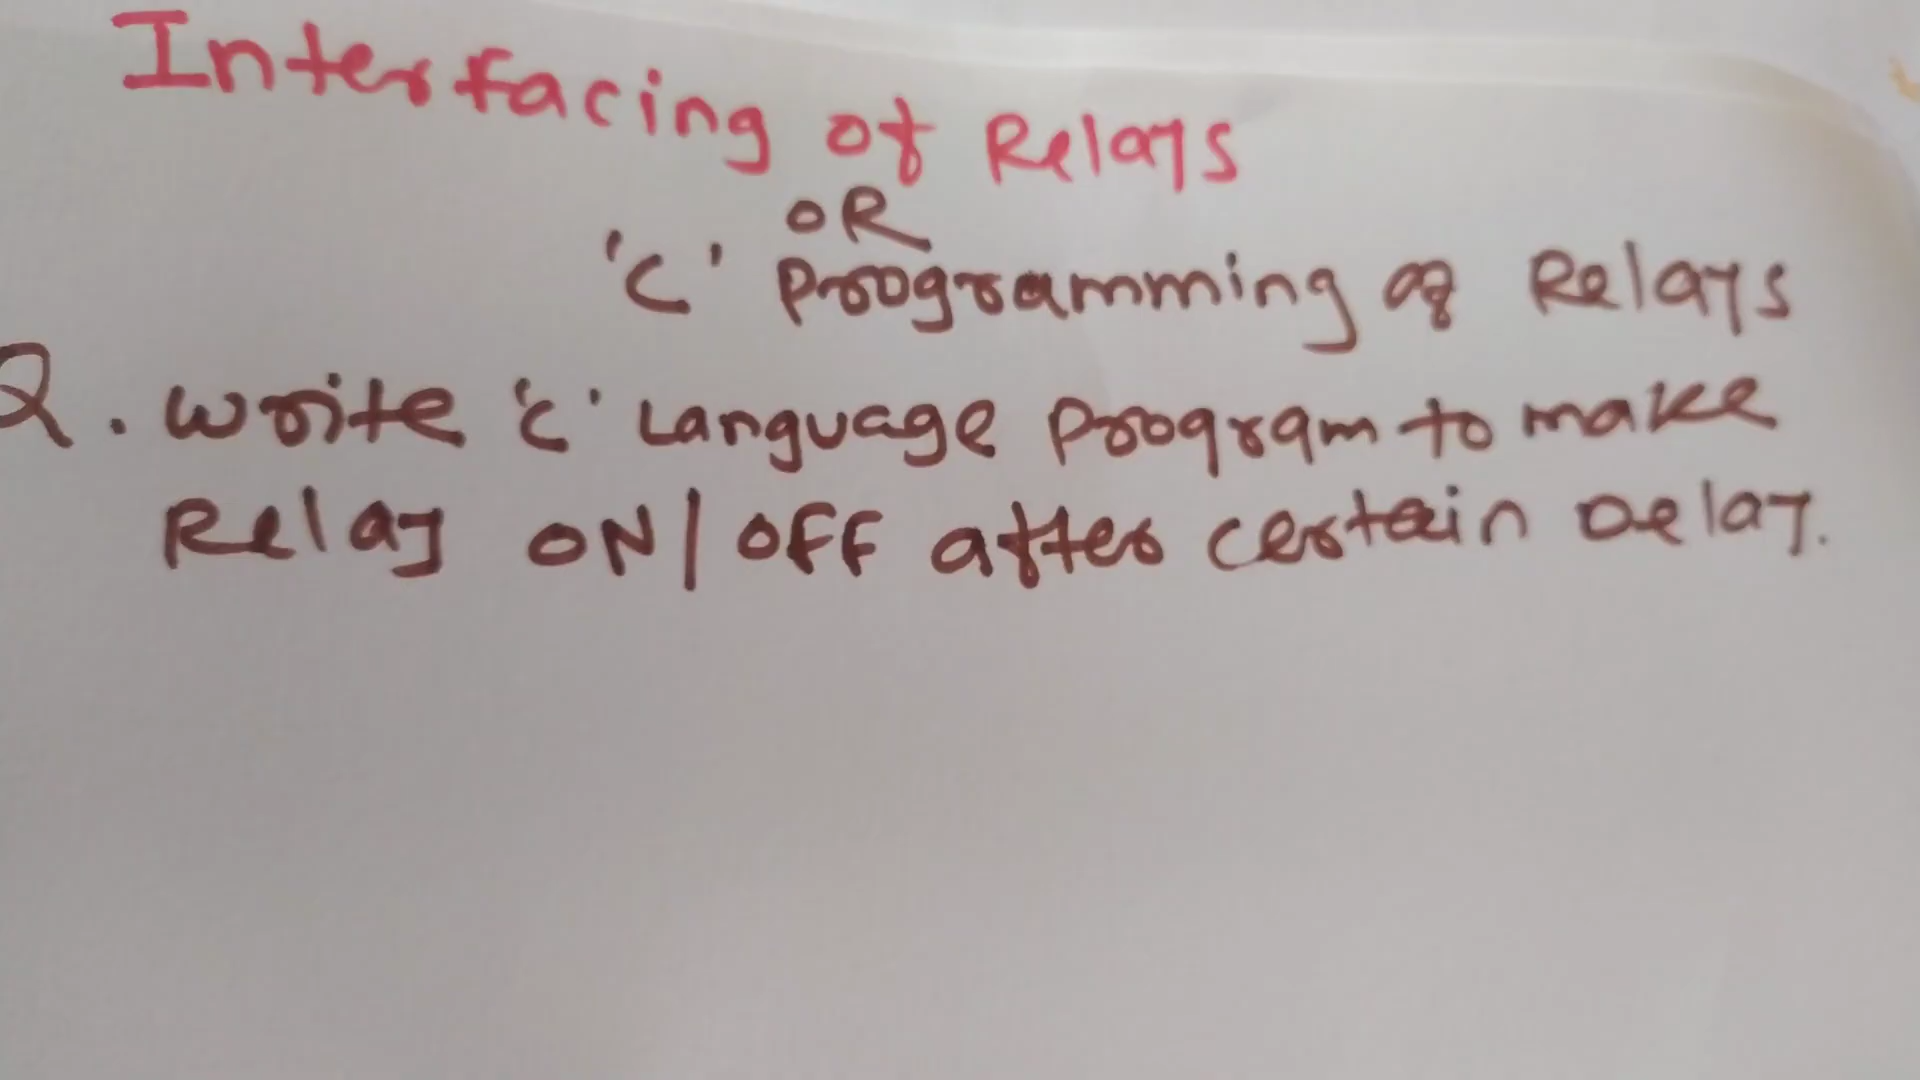 Interfacing of Relays
OR
'C' Programming of Relays
Q. Write 'C' Language Program to make
Relay ON/OFF after certain Delay.